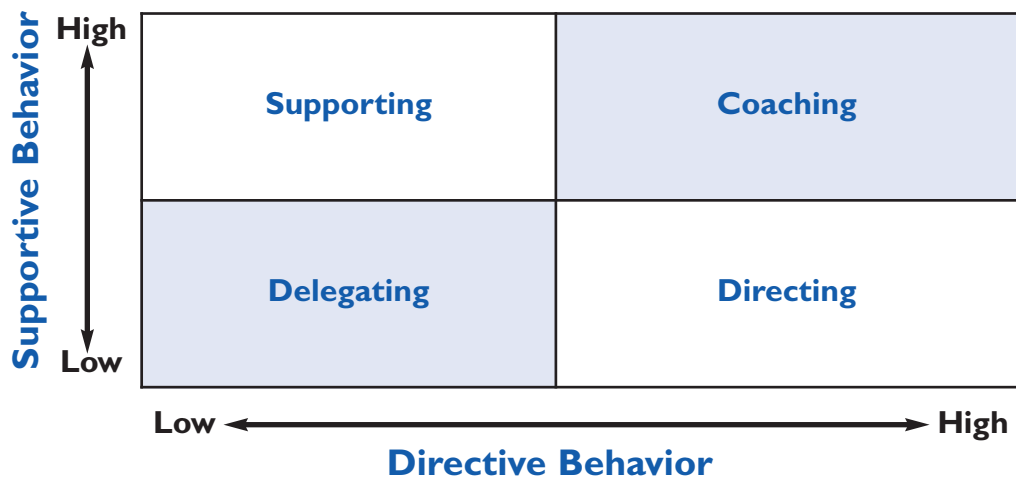 Supportive Behavior
High
Supporting
Coaching
Delegating
Directing
Low
Low
High
Directive Behavior